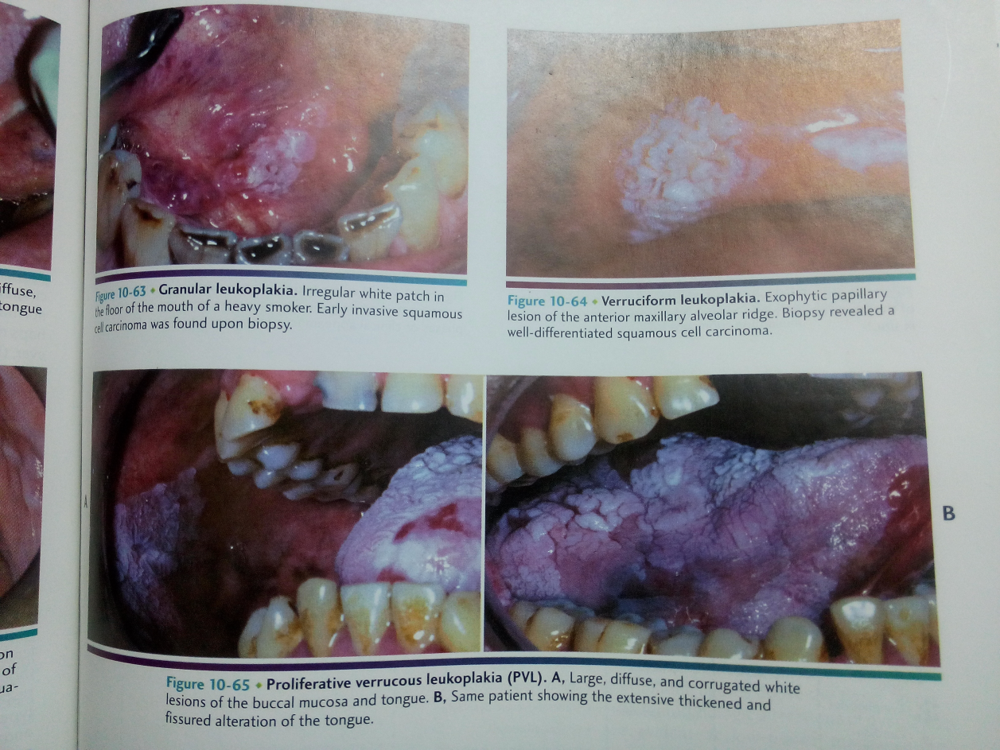 iffuse,
tongue
on
of
ua-
Figure 10-63 • Granular leukoplakia. Irregular white patch in
the floor of the mouth of a heavy smoker. Early invasive squamous
cell carcinoma was found upon biopsy.
Figure 10-64 • Verruciform leukoplakia. Exophytic papillary
lesion of the anterior maxillary alveolar ridge. Biopsy revealed a
well-differentiated squamous cell carcinoma.
A
B
Figure 10-65 • Proliferative verrucous leukoplakia (PVL). A, Large, diffuse, and corrugated white
lesions of the buccal mucosa and tongue. B, Same patient showing the extensive thickened and
fissured alteration of the tongue.